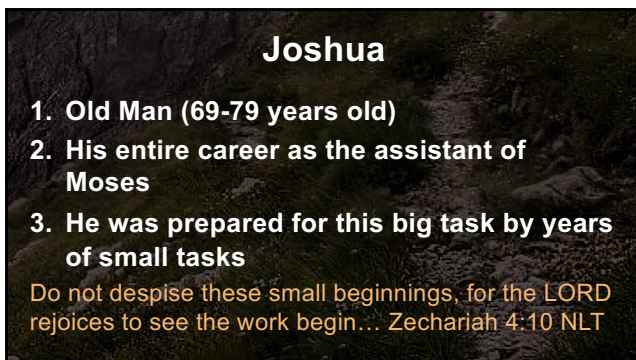 Joshua
1. Old Man (69-79 years old)
2. His entire career as the assistant of
Moses
3. He was prepared for this big task by years
of small tasks
Do not despise these small beginnings, for the LORD
rejoices to see the work begin… Zechariah 4:10 NLT